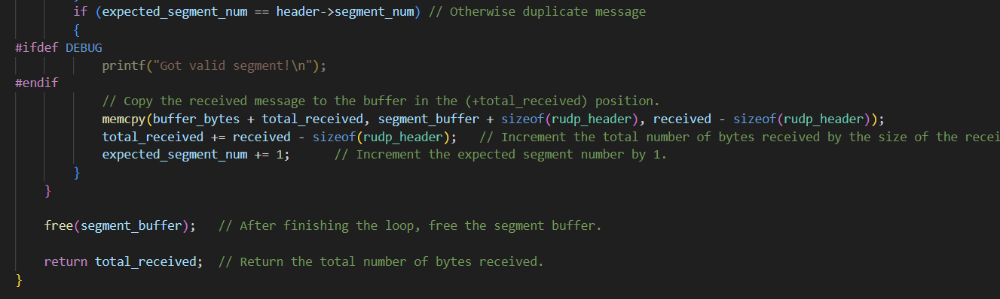 if (expected_segment_num == header->segment_num) // Otherwise duplicate message
{
#ifdef DEBUG
printf("Got valid segment!\n");
#endif
// Copy the received message to the buffer in the (+total_received) position.
memcpy(buffer_bytes + total_received, segment_buffer + sizeof(rudp_header), received - sizeof(rudp_header));
total_received += received - sizeof(rudp_header);   // Increment the total number of bytes received by the size of the recei
expected_segment_num += 1;      // Increment the expected segment number by 1.
}
}
free(segment_buffer);   // After finishing the loop, free the segment buffer.
return total_received;  // Return the total number of bytes received.
}